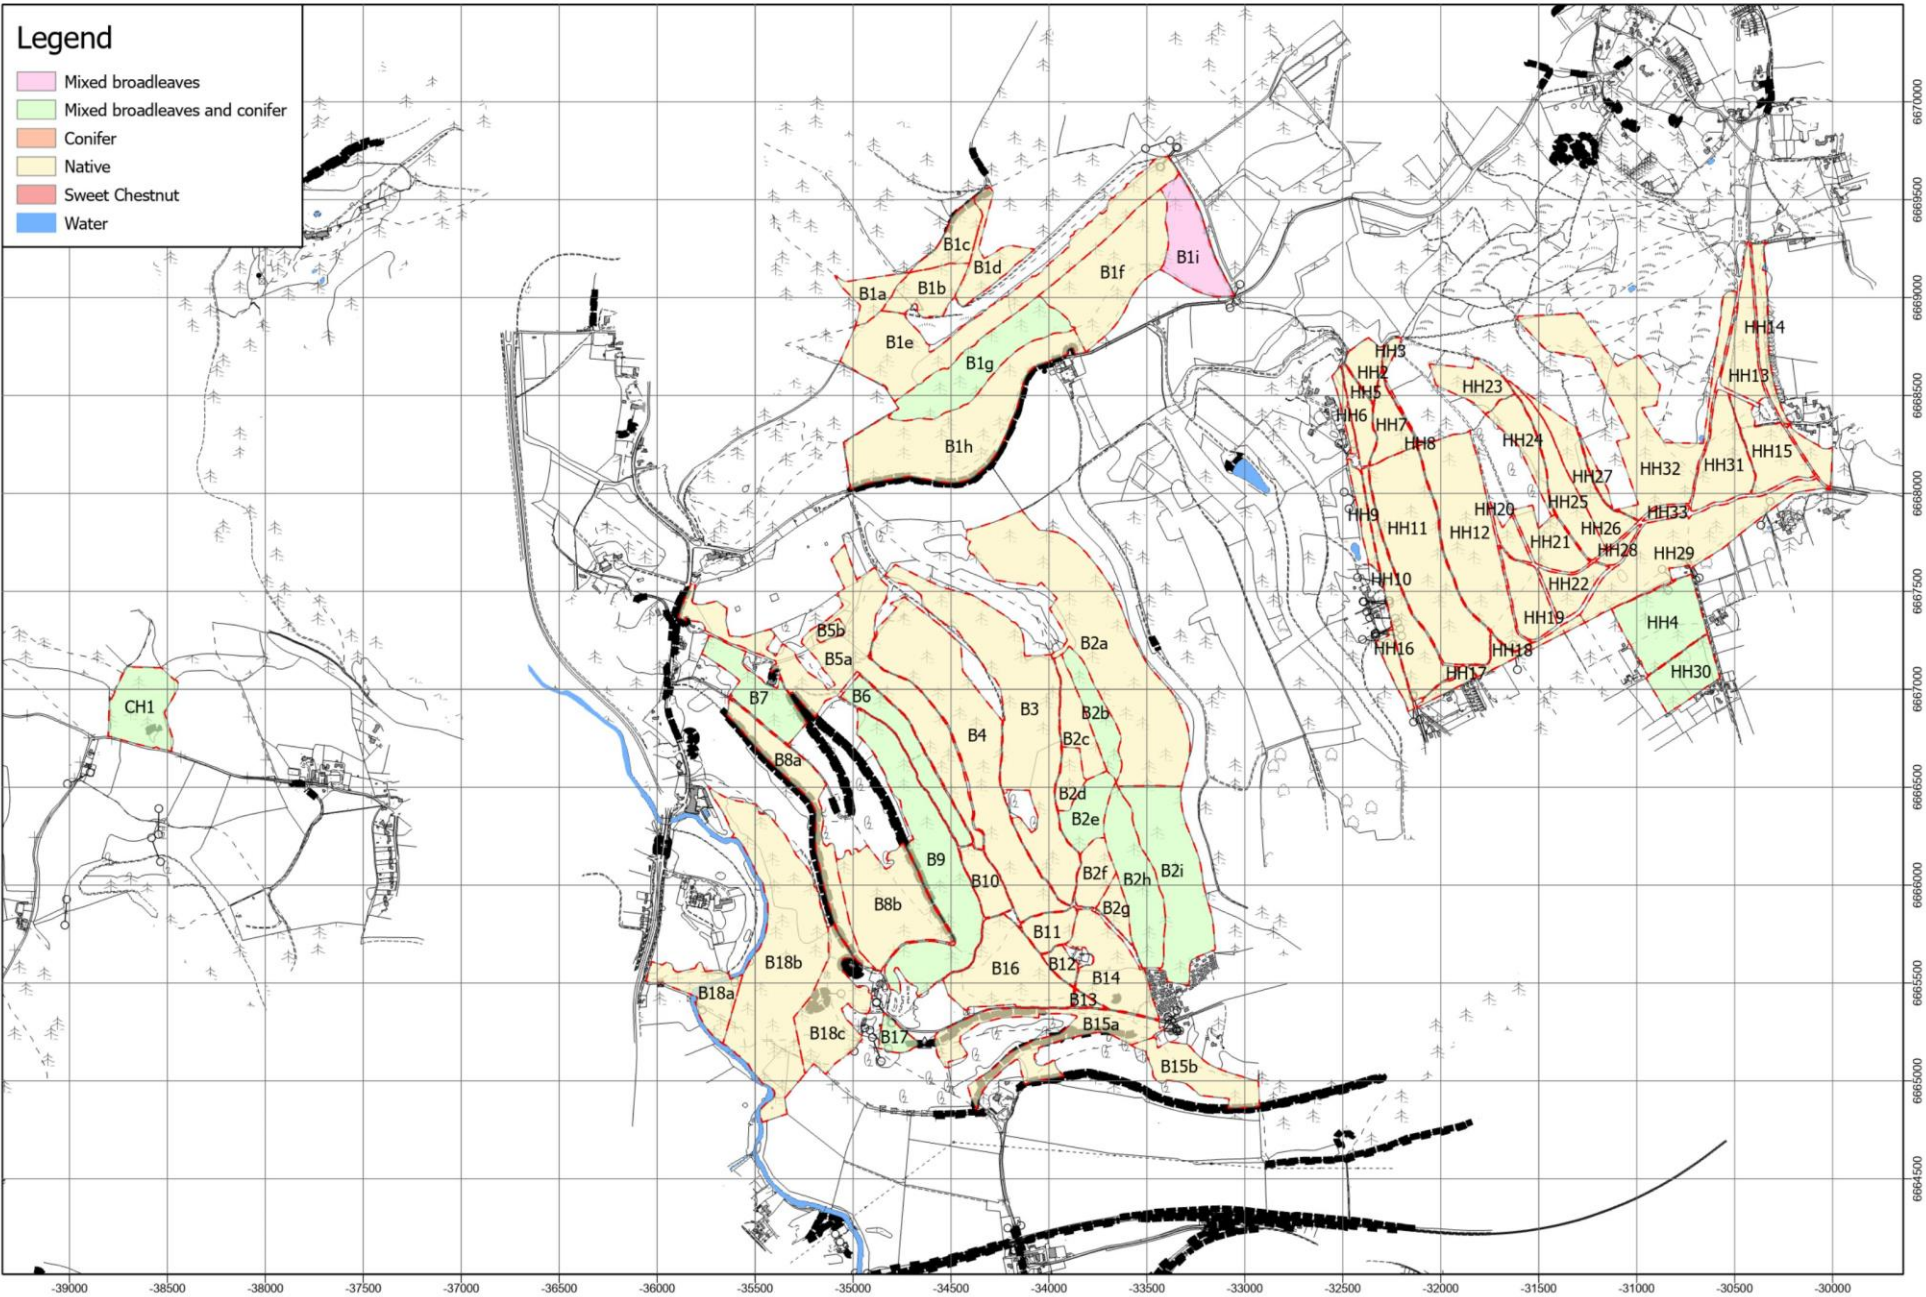 Legend
Mixed broadleaves
Mixed broadleaves and conifer
Conifer
Native
Sweet Chestnut
Water
6670000
6669500
6669000
6668500
6668000
6667500
6667000
6666500
6666000
6665500
6665000
6664500
B1c
B1d
B1i
B1f
B1a
B1b
B1e
B1g
B1h
HH14
HH3
HH2
HH13
HH23
HH5
HH6
HH7
HH8
HH24
HH15
HH31
HH32
HH27
HH25
HH20
HH33
HH9
HH11
HH12
HH26
HH21
HH28
HH29
HH10
HH22
HH19
HH4
HH16
HH18
HH17
HH30
B5b
B5a
B2a
B7
B6
CH1
B3
B2b
B4
B2c
B8a
B2d
B2e
B9
B2f
B2h
B2i
B10
B8b
B2g
B11
B12
B16
B14
B18b
B18a
B13
B15a
B18c
B17
B15b
-39000 -38500 -38000 -37500 -37000 -36500 -36000 -35500 -35000 -34500 -34000 -33500 -33000 -32500 -32000 -31500 -31000 -30500 -30000